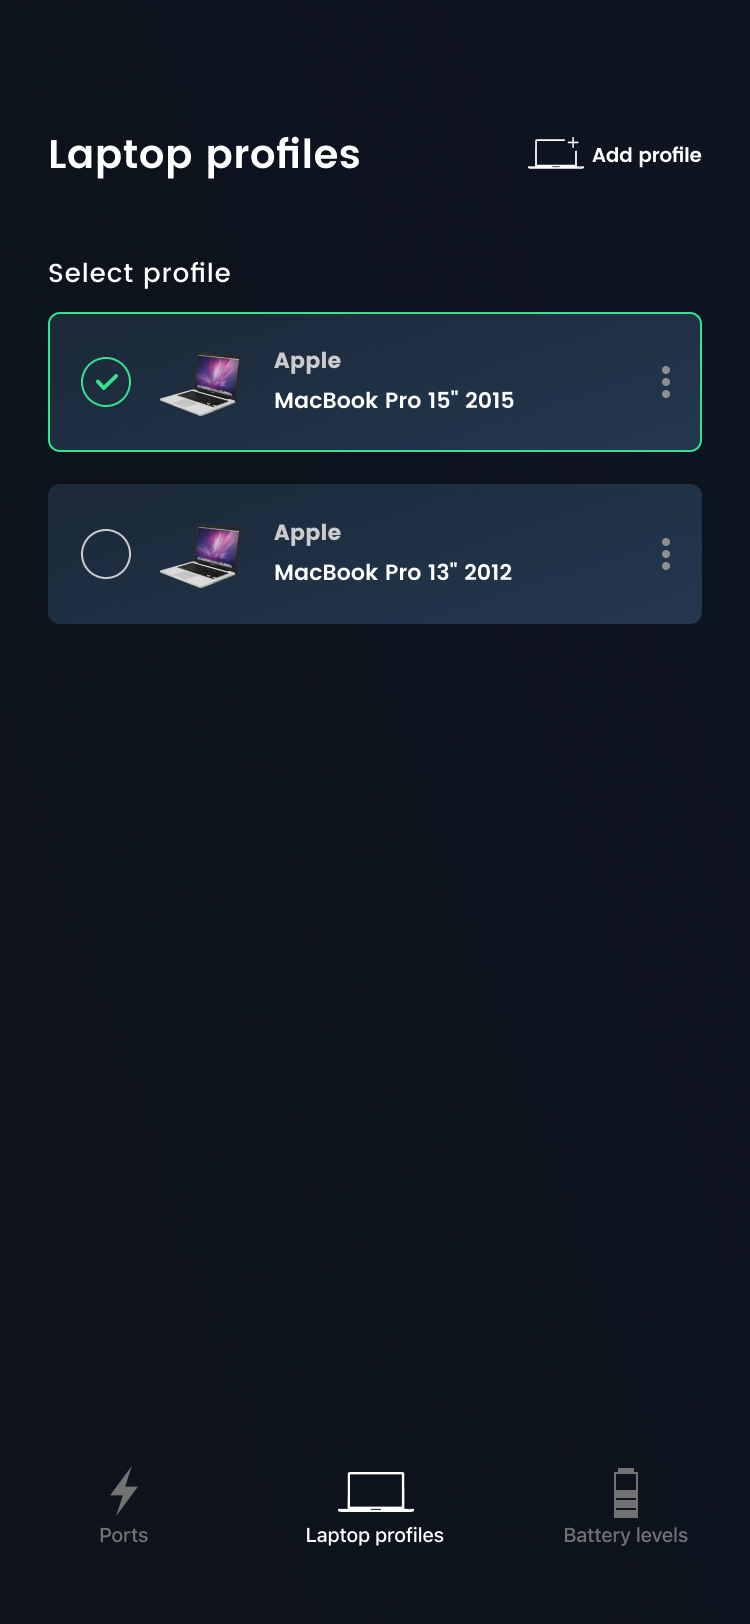 Laptop profiles
Add profile
Select profile
Apple
MacBook Pro 15" 2015
Apple
MacBook Pro 13" 2012
Ports
Laptop profiles
Battery levels